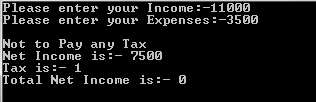 Please enter your Income:-11000
Please enter your Expenses:-3500
Not to Pay any Tax
Net Income is:- 7500
Tax is:- 1
Total Net Income is:- 0